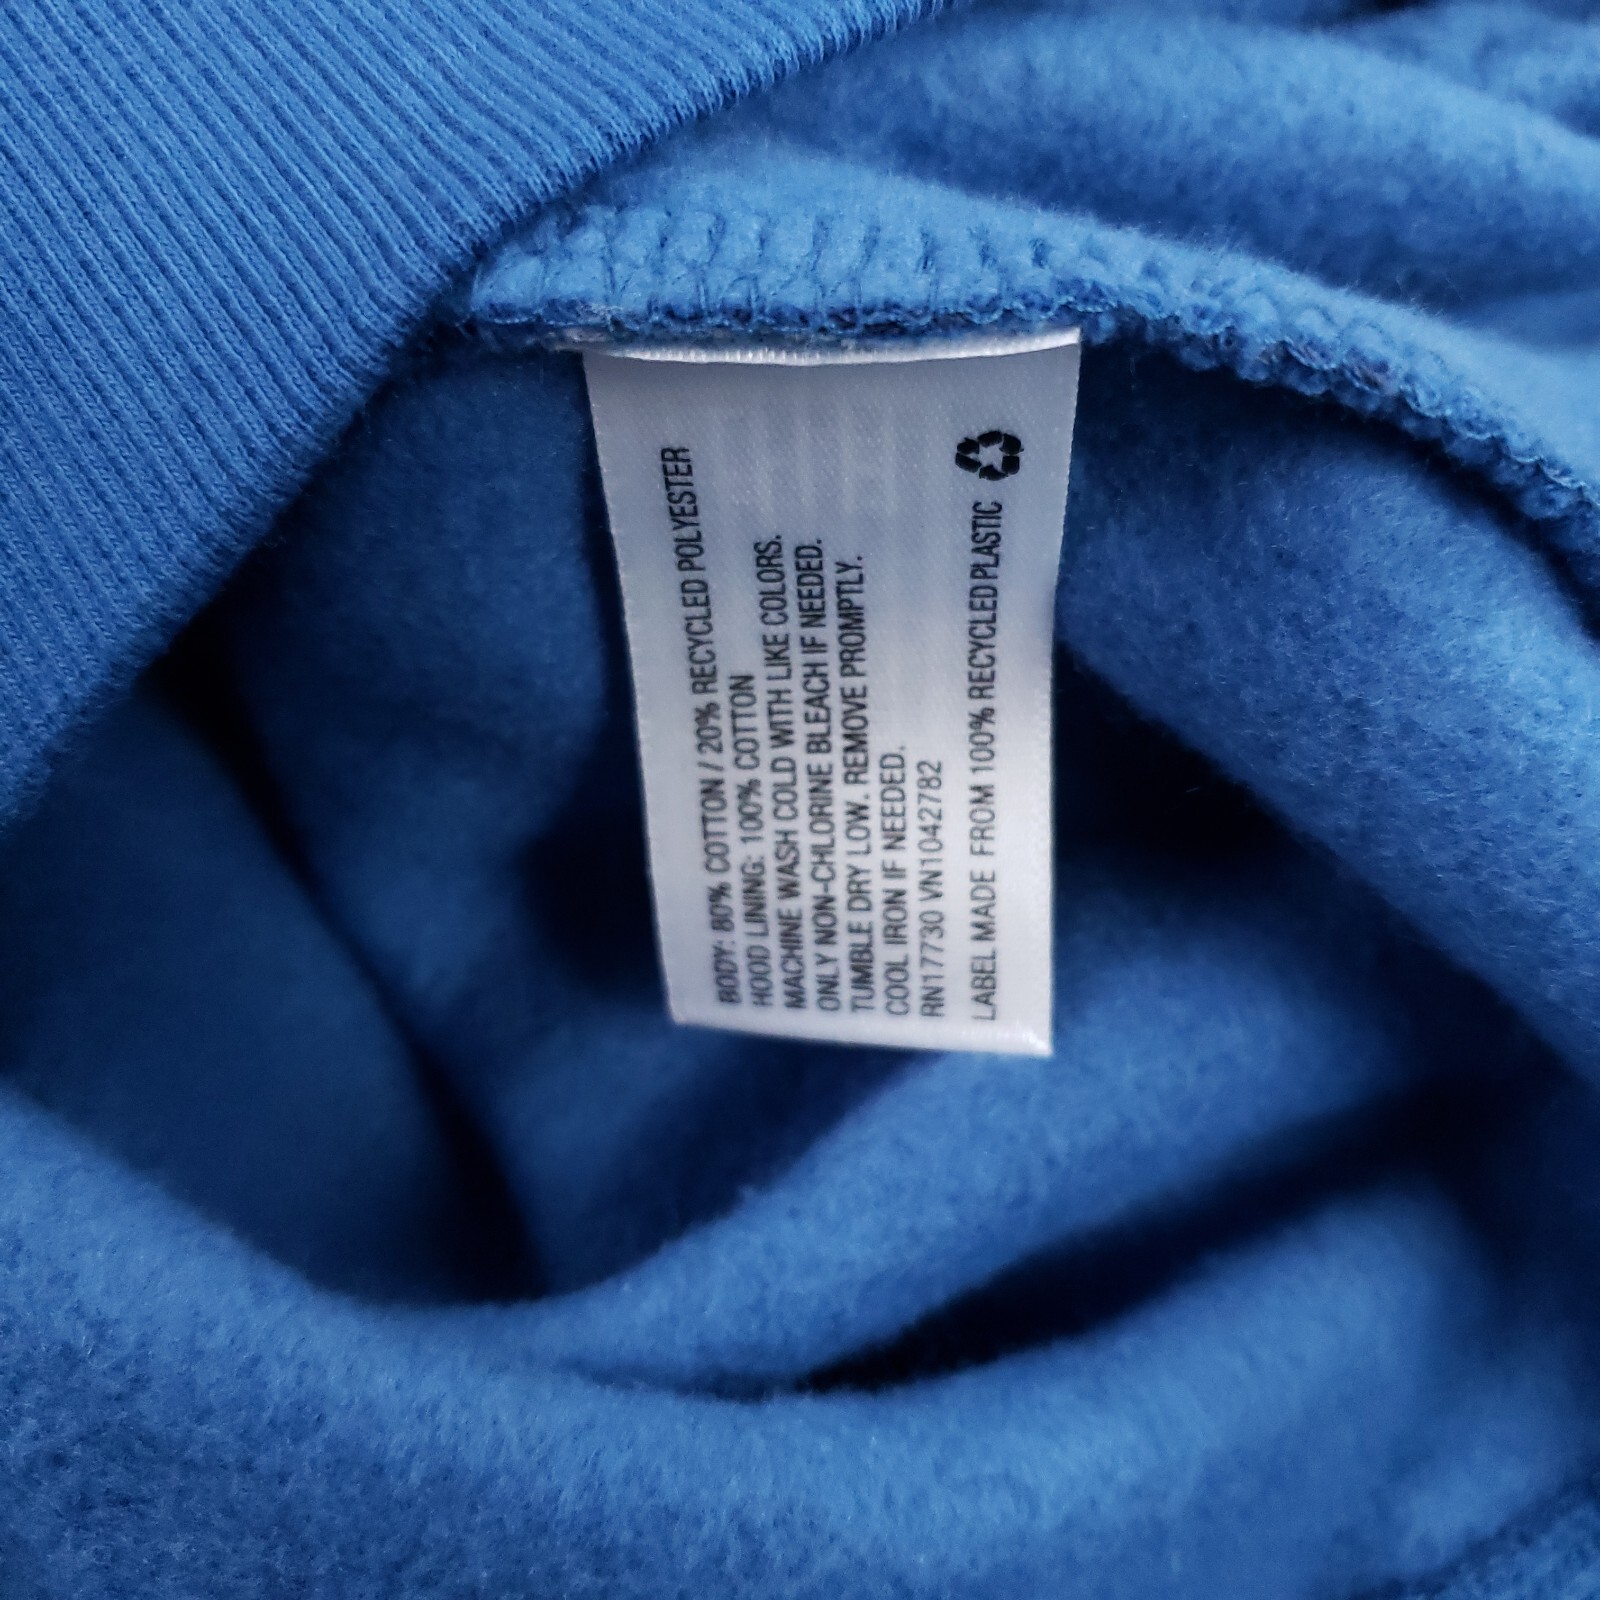 BODY: 80% COTTON / 20% RECYCLED POLYESTER
HOOD LINING: 100% COTTON
MACHINE WASH COLD WITH LIKE COLORS.
ONLY NON-CHLORINE BLEACH IF NEEDED.
TUMBLE DRY LOW. REMOVE PROMPTLY.
COOL IRON IF NEEDED.
RN17730 VN1042782
LABEL MADE FROM 100% RECYCLED PLASTIC